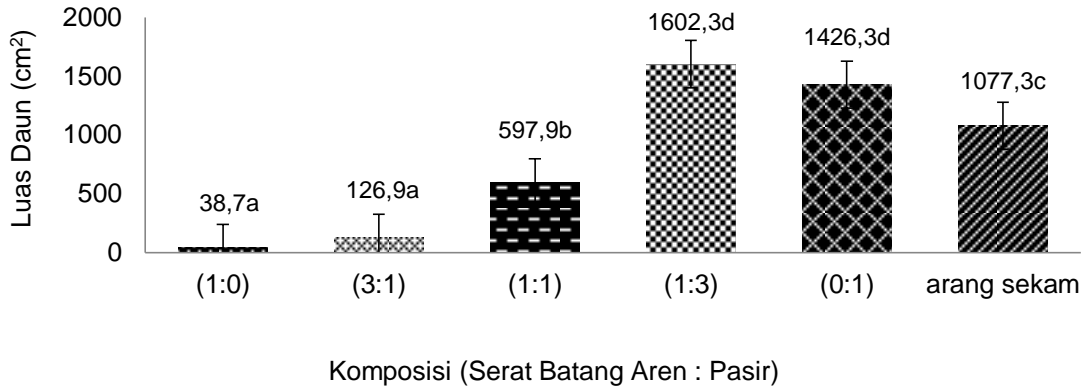 2000
1500
1000
500
0
Luas Daun (cm²)
38,7a
126,9a
597,9b
1602,3d
1426,3d
1077,3c
(1:0) (3:1) (1:1) (1:3) (0:1) arang sekam
Komposisi (Serat Batang Aren : Pasir)